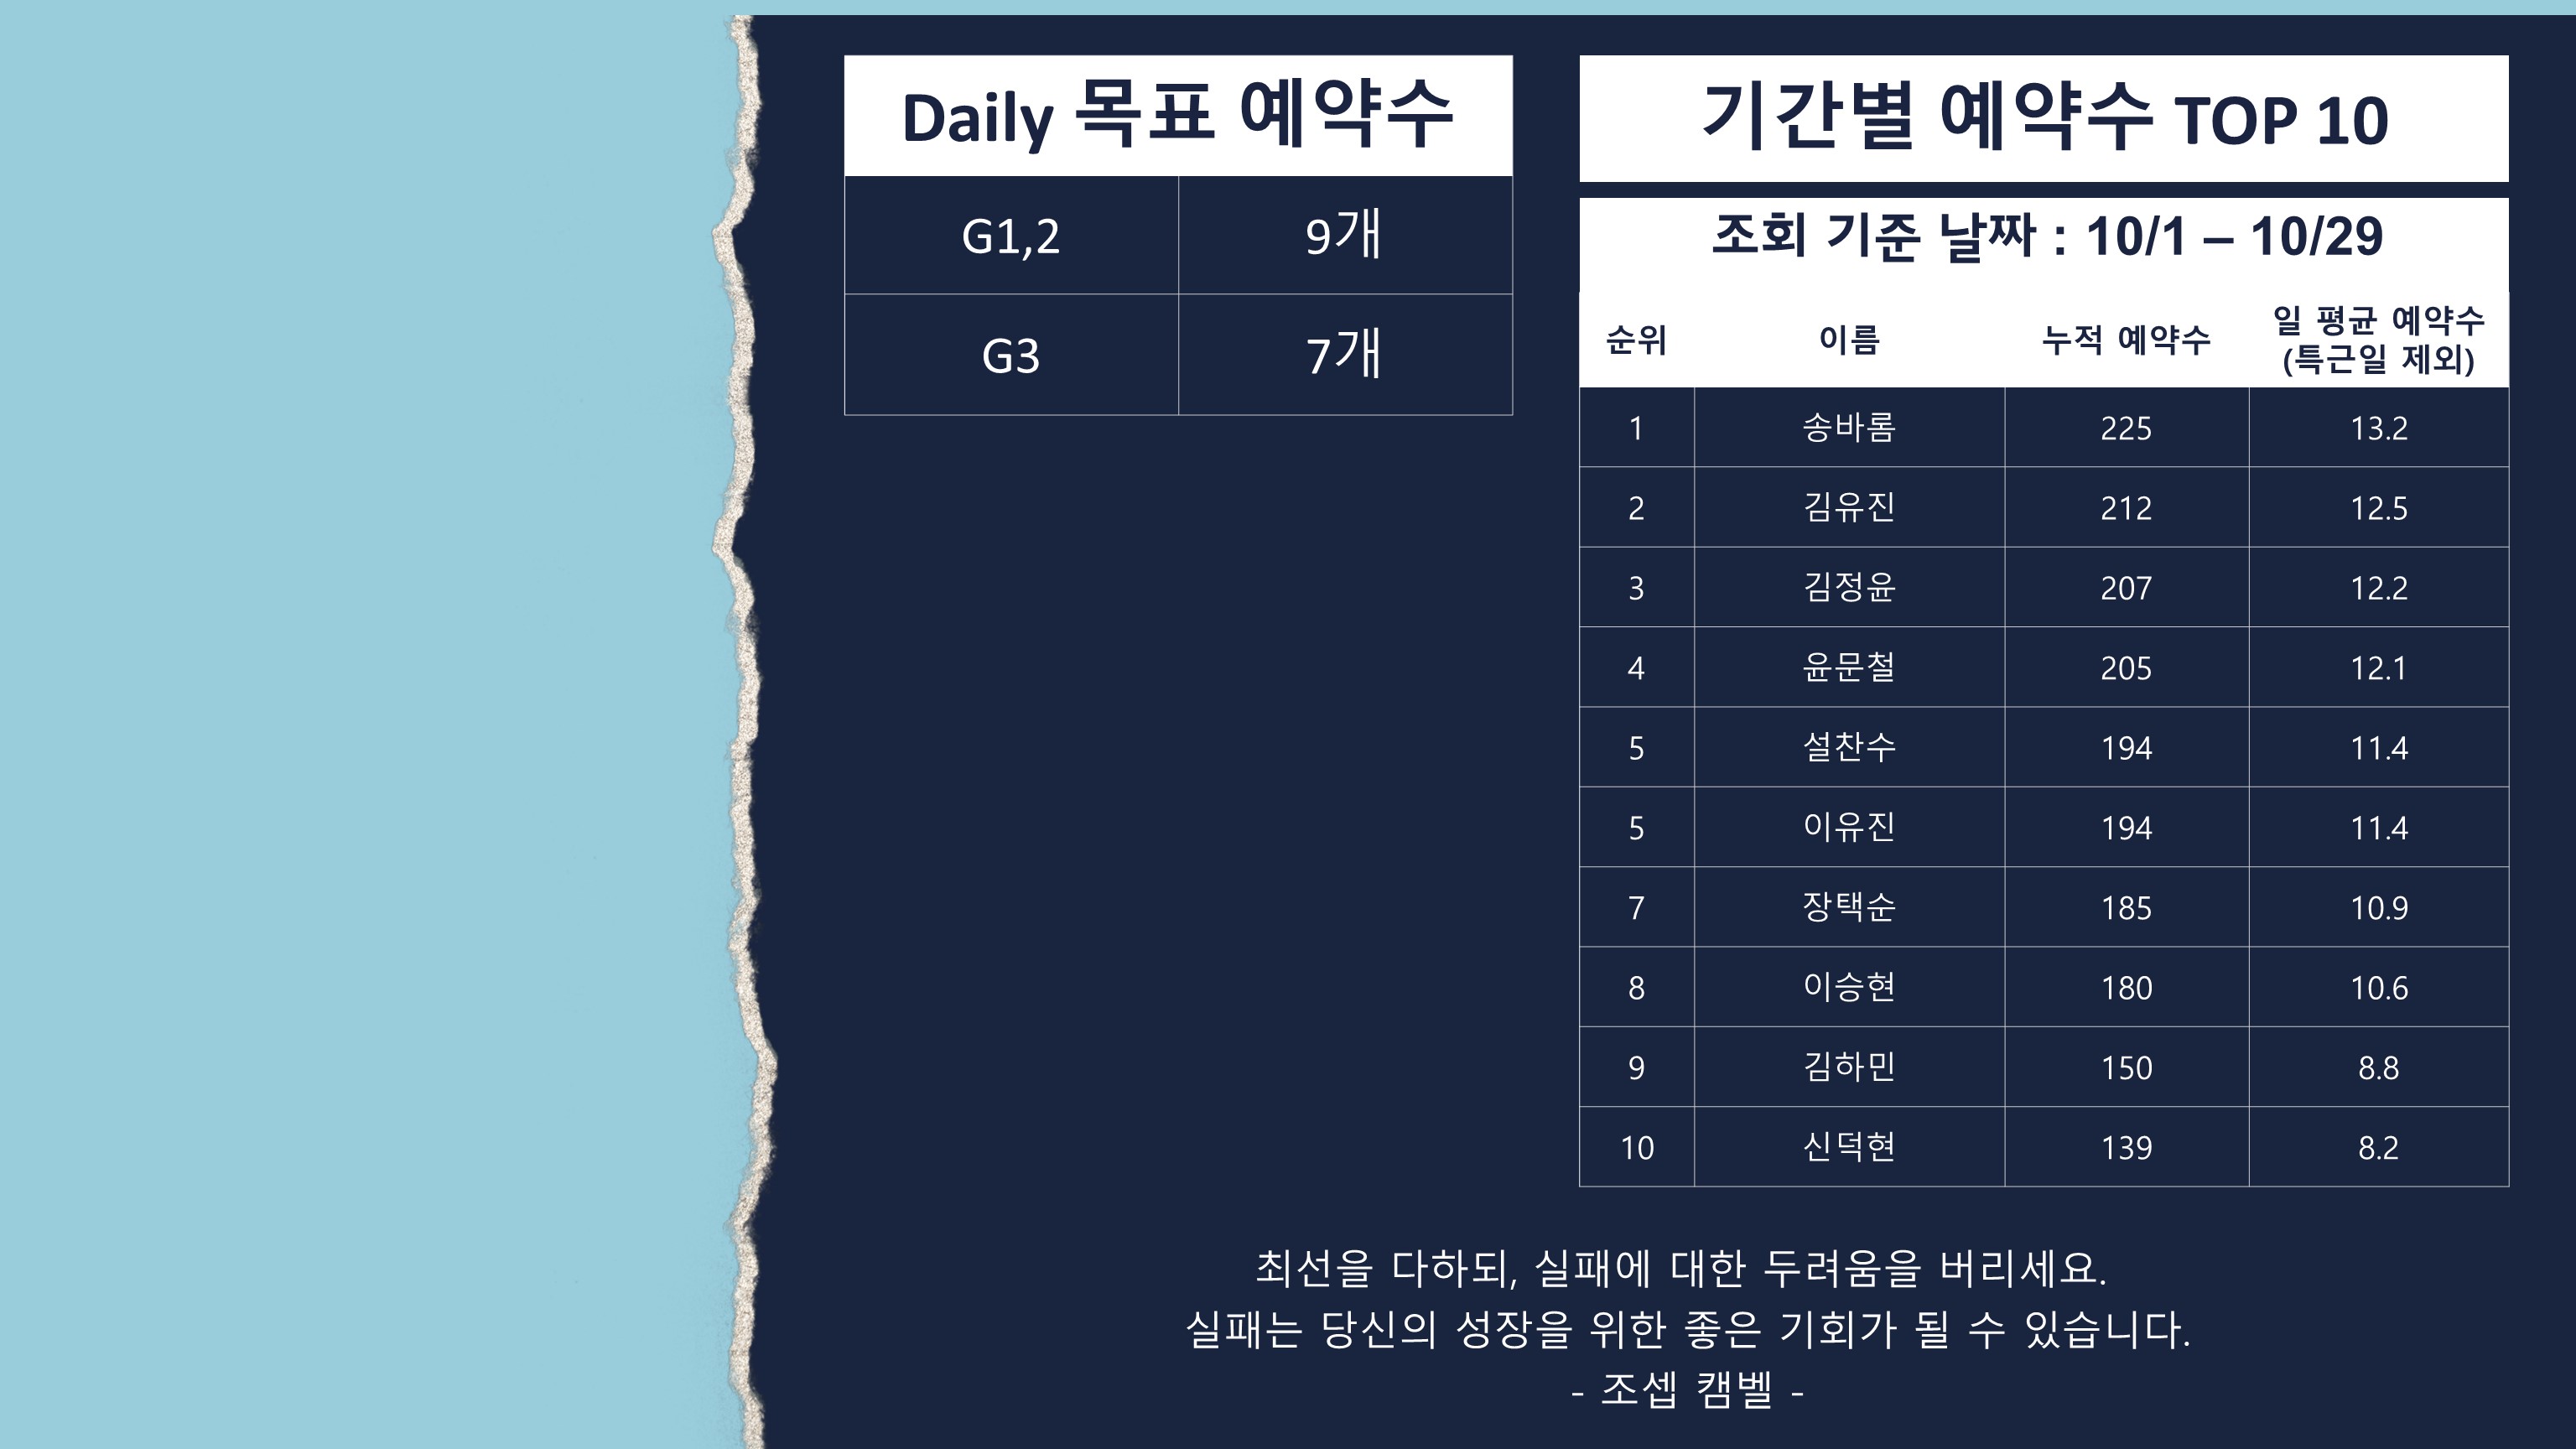 Daily 목표 예약수
G1,2 9개
G3 7개
기간별 예약수 TOP 10
조회 기준 날짜 : 10/1 – 10/29
순위 이름 누적 예약수 일 평균 예약수
(특근일 제외)
1 송바롬 225 13.2
2 김유진 212 12.5
3 김정윤 207 12.2
4 윤문철 205 12.1
5 설찬수 194 11.4
5 이유진 194 11.4
7 장택순 185 10.9
8 이승현 180 10.6
9 김하민 150 8.8
10 신덕현 139 8.2
최선을 다하되, 실패에 대한 두려움을 버리세요.
실패는 당신의 성장을 위한 좋은 기회가 될 수 있습니다.
- 조셉 캠벨 -